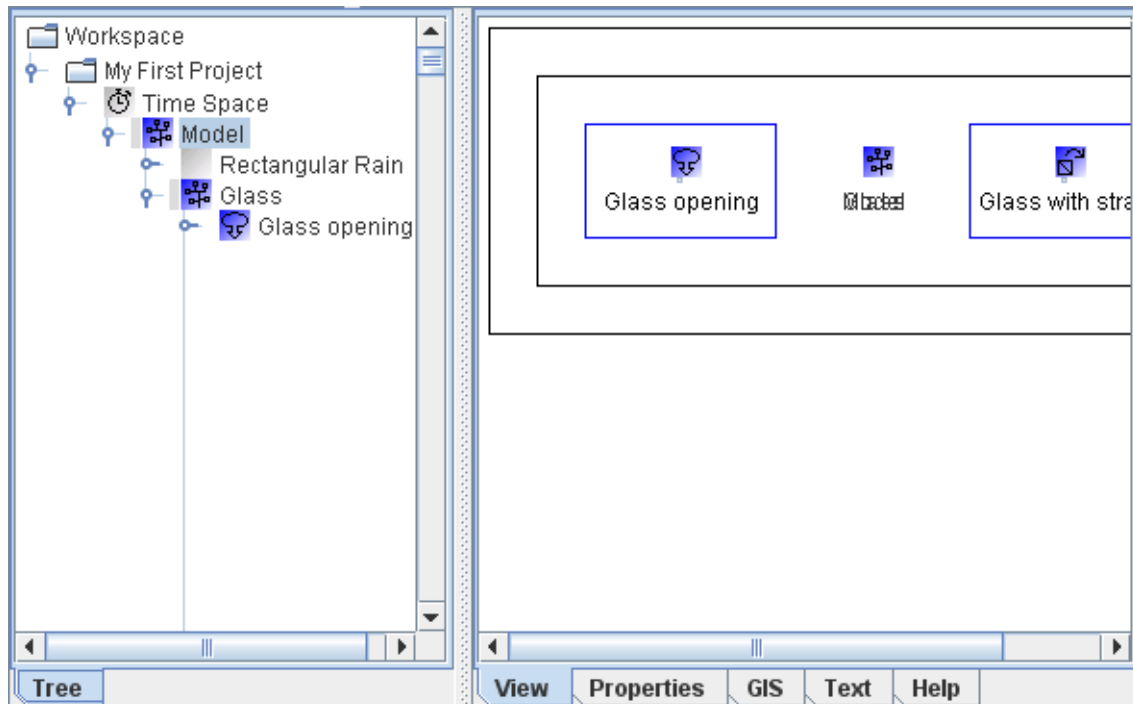 Workspace
My First Project
Time Space
Model
Rectangular Rain
Glass
Glass opening
Tree
Glass opening
Glass with stra
View Properties GIS Text Help